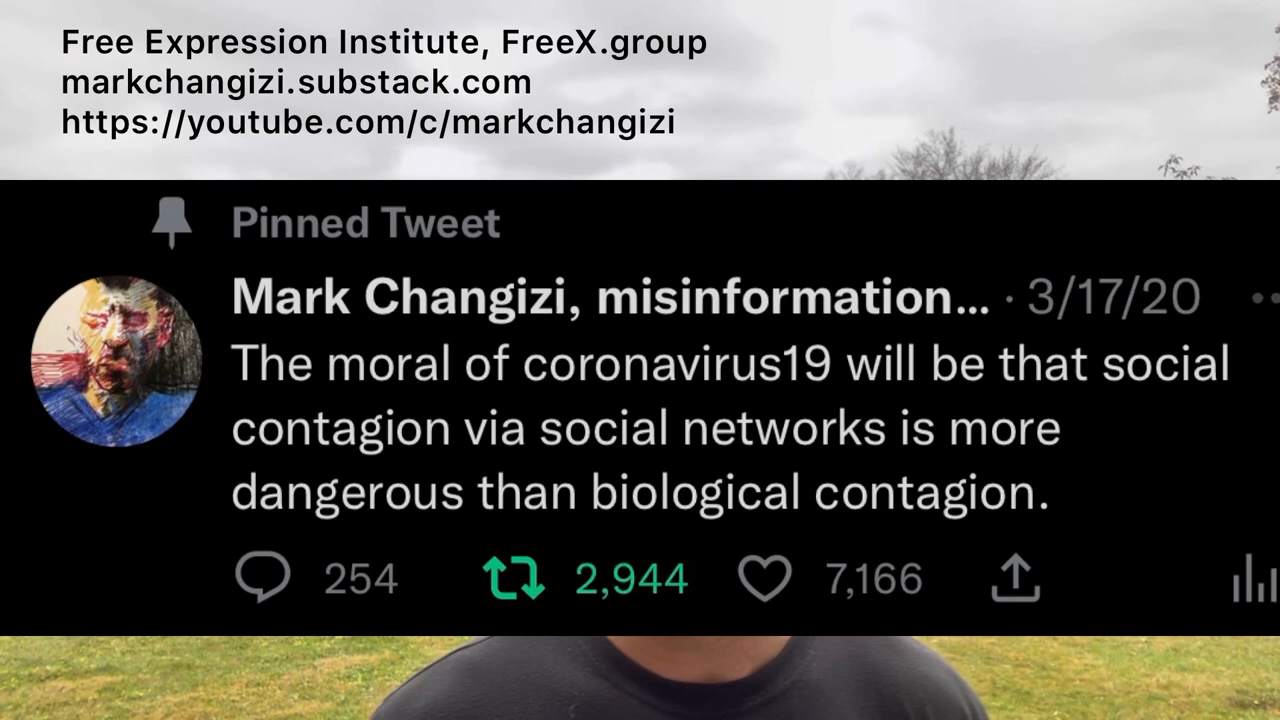 Free Expression Institute, FreeX.group
markchangizi.substack.com
https://youtube.com/c/markchangizi
Pinned Tweet
Mark Changizi, misinformation... · 3/17/20
The moral of coronavirus19 will be that social
contagion via social networks is more
dangerous than biological contagion.
254 2,944 7,166